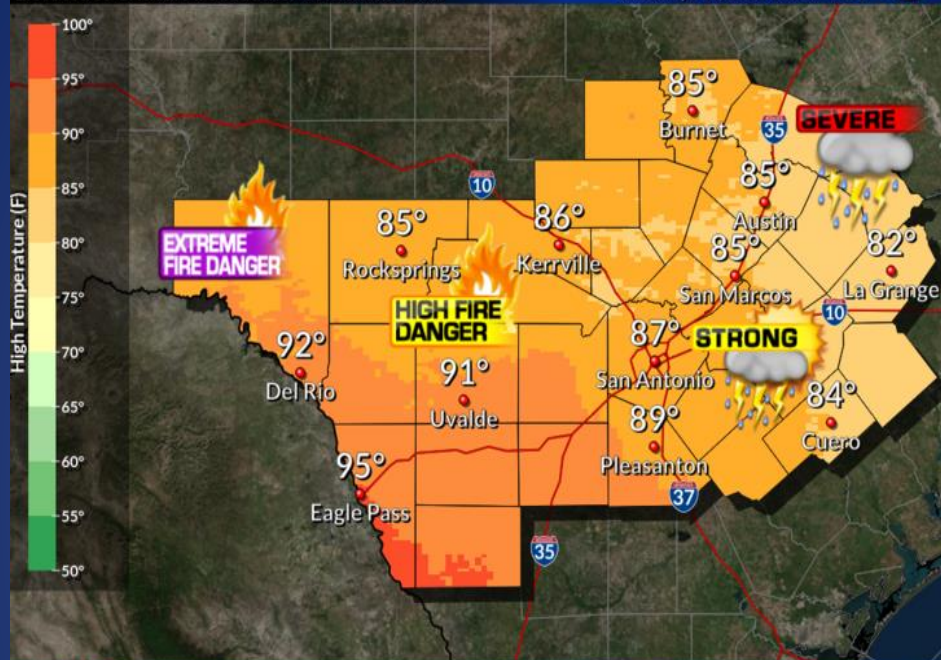 High Temperature (F)
100°
95°
90°
85°
80°
75°
70°
65°
60°
55°
50°
85°
Burnet
35
SEVERE
10
85°
Austin
EXTREME
FIRE DANGER
85°
Rocksprings
86°
Kerrville
85°
San Marcos
82°
La Grange
HIGH FIRE
DANGER
10
87°
San Antonio
STRONG
92°
Del Rio
91°
Uvalde
89°
Pleasanton
84°
Cuero
95°
Eagle Pass
37
35